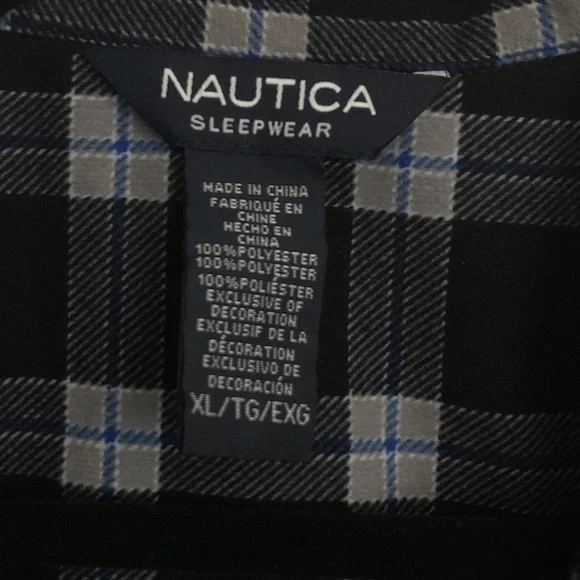 NAUTICA
SLEEPWEAR
MADE IN CHINA
FABRIQUÉ EN
CHINE
HECHO EN
CHINA
100%POLYESTER
100%POLYESTER
100%POLIÉSTER
EXCLUSIVE OF
DECORATION
EXCLUSIF DE LA
DÉCORATION
EXCLUSIVO DE
DECORACIÓN
XL/TG/EXG